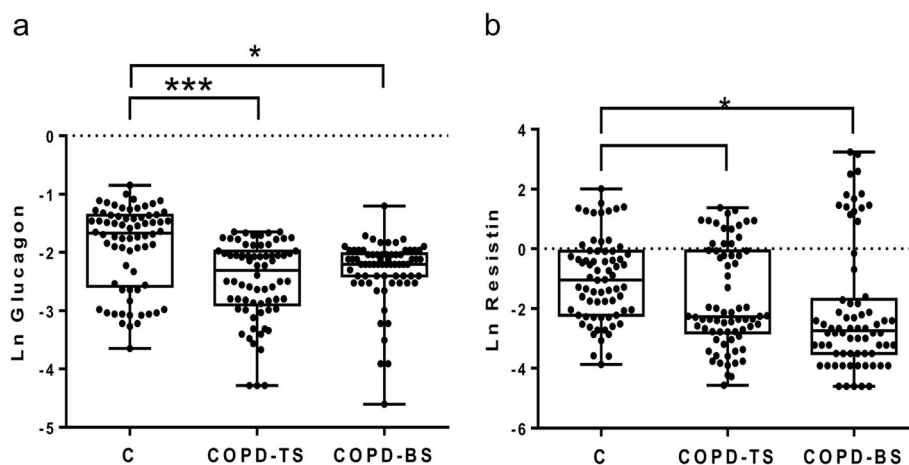 a
*
***
0
-1
-2
-3
-4
-5
Ln Glucagon
C COPD-TS COPD-BS
b
*
4
2
0
-2
-4
-6
Ln Resistin
C COPD-TS COPD-BS